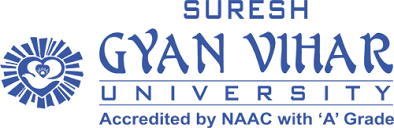 SURESH
GYAN VIHAR
UNIVERSITY
Accredited by NAAC with ‘A’ Grade